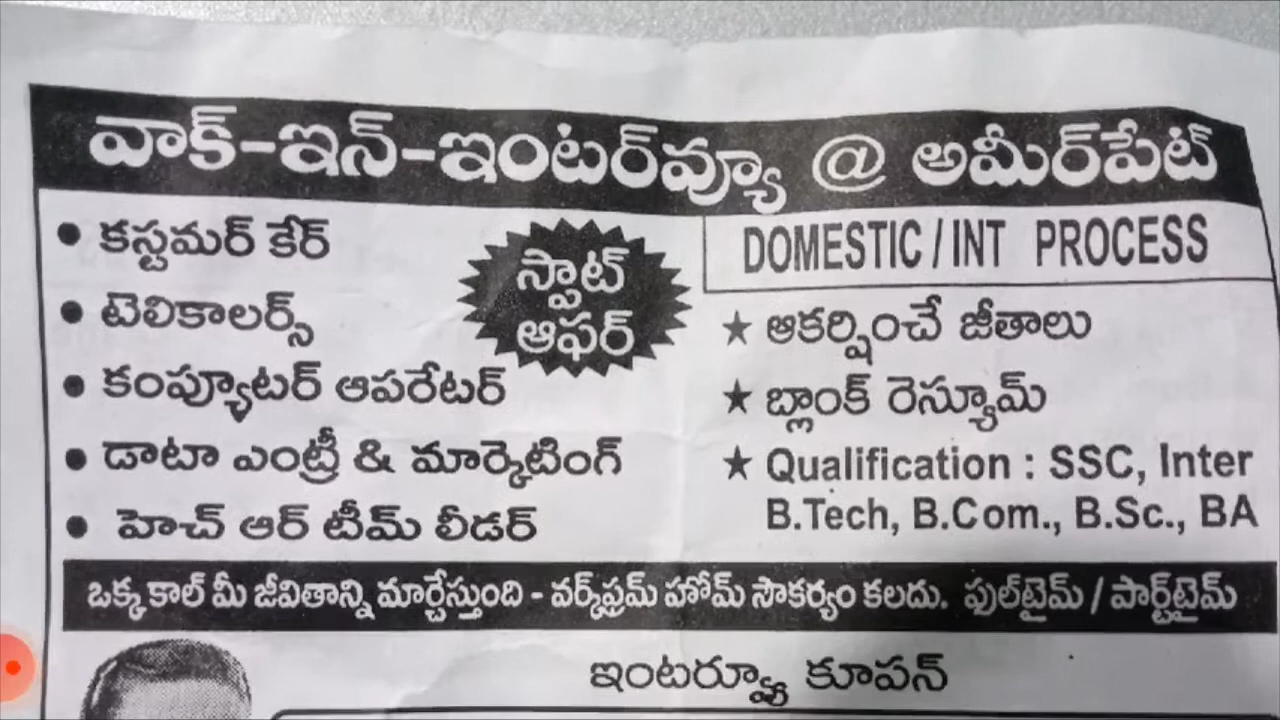 వాక్-ఇన్-ఇంటర్‌వ్యూ @ అమీర్‌పేట్
• కస్టమర్ కేర్
• టెలికాలర్స్
• కంప్యూటర్ ఆపరేటర్
• డాటా ఎంట్రీ & మార్కెటింగ్
• హెచ్ ఆర్ టీమ్ లీడర్
స్పాట్
ఆఫర్
DOMESTIC / INT PROCESS
★ ఆకర్షించే జీతాలు
★ బ్లాంక్ రెస్యూమ్
★ Qualification : SSC, Inter
B.Tech, B.Com., B.Sc., BA
ఒక్క కాల్ మీ జీవితాన్ని మార్చేస్తుంది - వర్క్‌ఫ్రమ్ హోమ్ సౌకర్యం కలదు. ఫుల్‌టైమ్ / పార్ట్‌టైమ్
ఇంటర్వ్యూ కూపన్